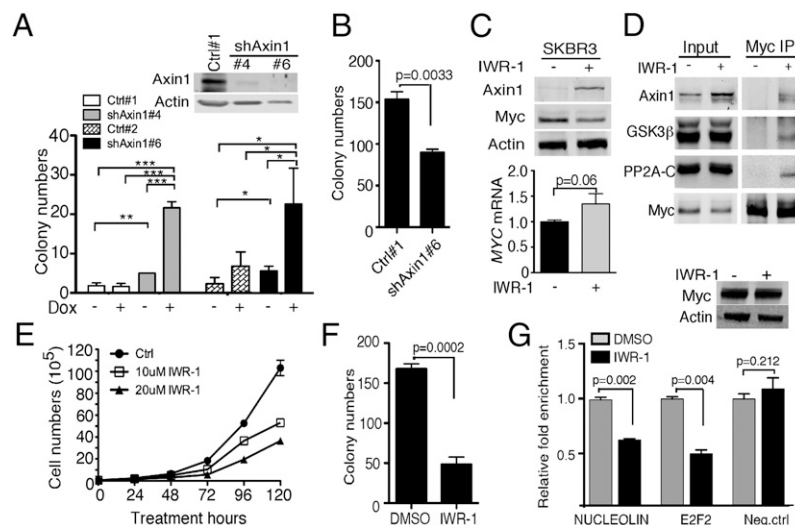 A
Ctrl#1
shAxin1
#4 #6
Axin1
Actin
Ctrl#1
shAxin1#4
Ctrl#2
shAxin1#6
Colony numbers
40
30
20
10
0
***
***
***
**
*
*
*
*
Dox - + - + - + - +
B
Colony numbers
200
150
100
50
0
p=0.0033
Ctrl#1
shAxin1#6
C
SKBR3
IWR-1 - +
Axin1
Myc
Actin
MYC mRNA
2.0
1.5
1.0
0.5
0.0
p=0.06
IWR-1 - +
D
Input Myc IP
IWR-1 - + - +
Axin1
GSK3β
PP2A-C
Myc
IWR-1 - +
Myc
Actin
E
Cell numbers (10⁵)
120
100
80
60
40
20
0
Ctrl
10uM IWR-1
20uM IWR-1
0 24 48 72 96 120
Treatment hours
F
Colony numbers
200
150
100
50
0
p=0.0002
DMSO IWR-1
G
DMSO
IWR-1
Relative fold enrichment
1.5
1.0
0.5
0.0
p=0.002
p=0.004
p=0.212
NUCLEOLIN E2F2 Neg.ctrl